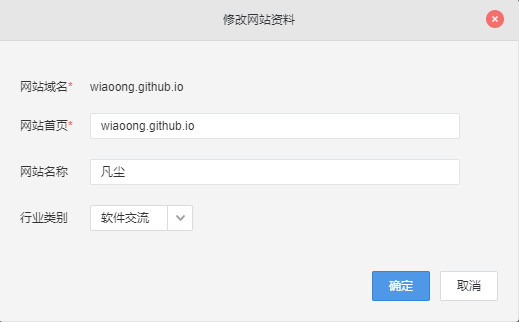 修改网站资料
网站域名* wiaoong.github.io
网站首页* wiaoong.github.io
网站名称 凡尘
行业类别 软件交流
确定 取消